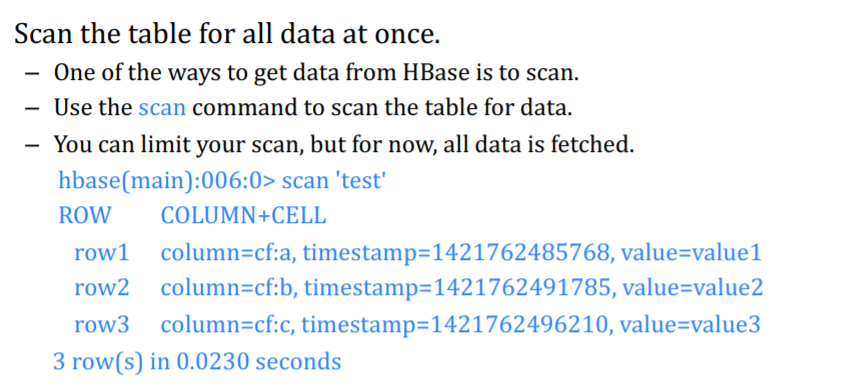 Scan the table for all data at once.
– One of the ways to get data from HBase is to scan.
– Use the scan command to scan the table for data.
– You can limit your scan, but for now, all data is fetched.
hbase(main):006:0> scan 'test'
ROW COLUMN+CELL
row1 column=cf:a, timestamp=1421762485768, value=value1
row2 column=cf:b, timestamp=1421762491785, value=value2
row3 column=cf:c, timestamp=1421762496210, value=value3
3 row(s) in 0.0230 seconds